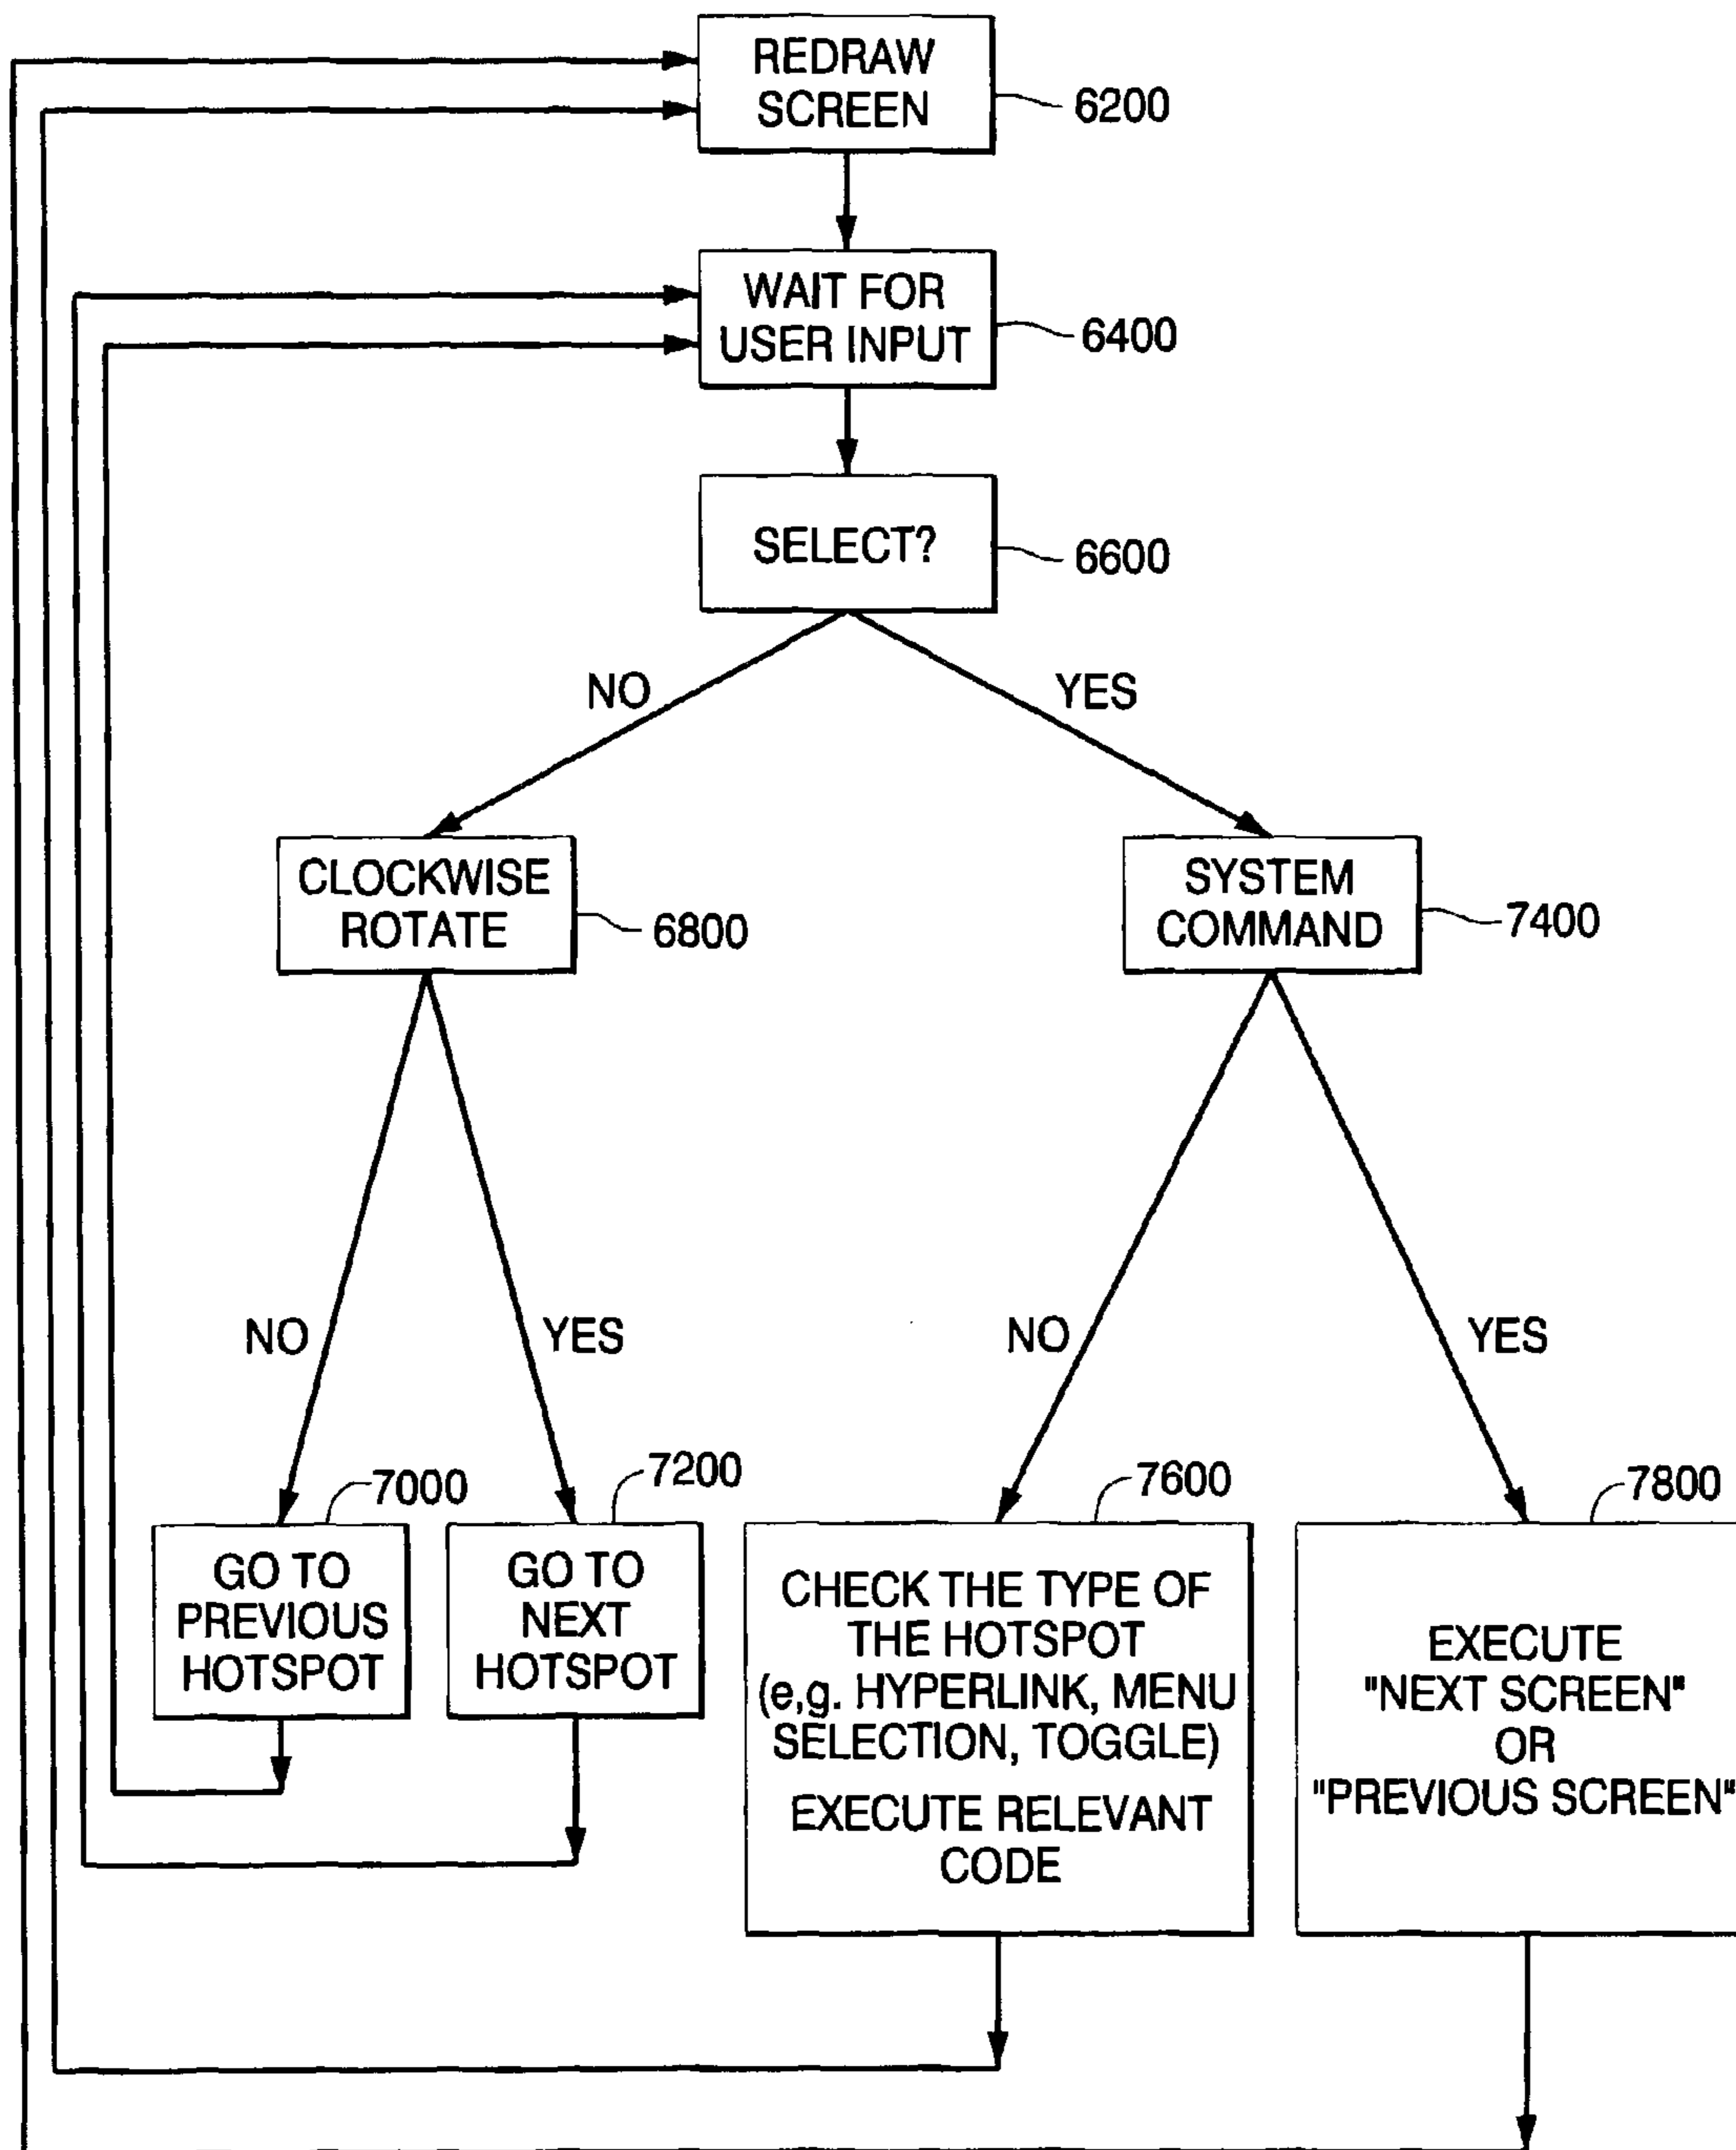 REDRAW
SCREEN
6200
WAIT FOR
USER INPUT
6400
SELECT?
6600
NO
YES
CLOCKWISE
ROTATE
6800
SYSTEM
COMMAND
7400
NO
YES
NO
YES
7000
7200
7600
7800
GO TO
PREVIOUS
HOTSPOT
GO TO
NEXT
HOTSPOT
CHECK THE TYPE OF
THE HOTSPOT
(e,g. HYPERLINK, MENU
SELECTION, TOGGLE)
EXECUTE RELEVANT
CODE
EXECUTE
"NEXT SCREEN"
OR
"PREVIOUS SCREEN"